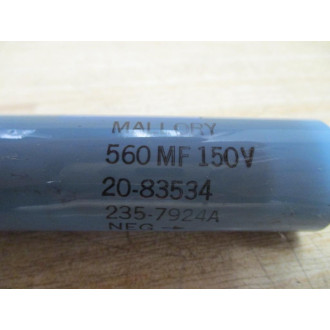 MALLORY
560 MF 150V
20-83534
235-7924A
NEG.→